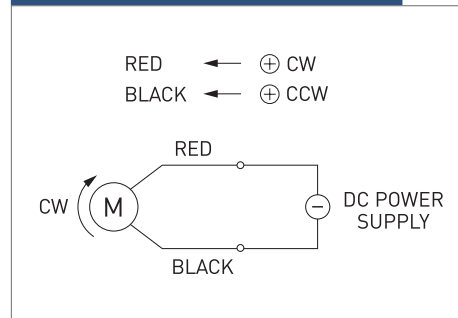 RED ← ⊕ CW
BLACK ← ⊕ CCW
RED
CW
M
DC POWER
SUPPLY
BLACK